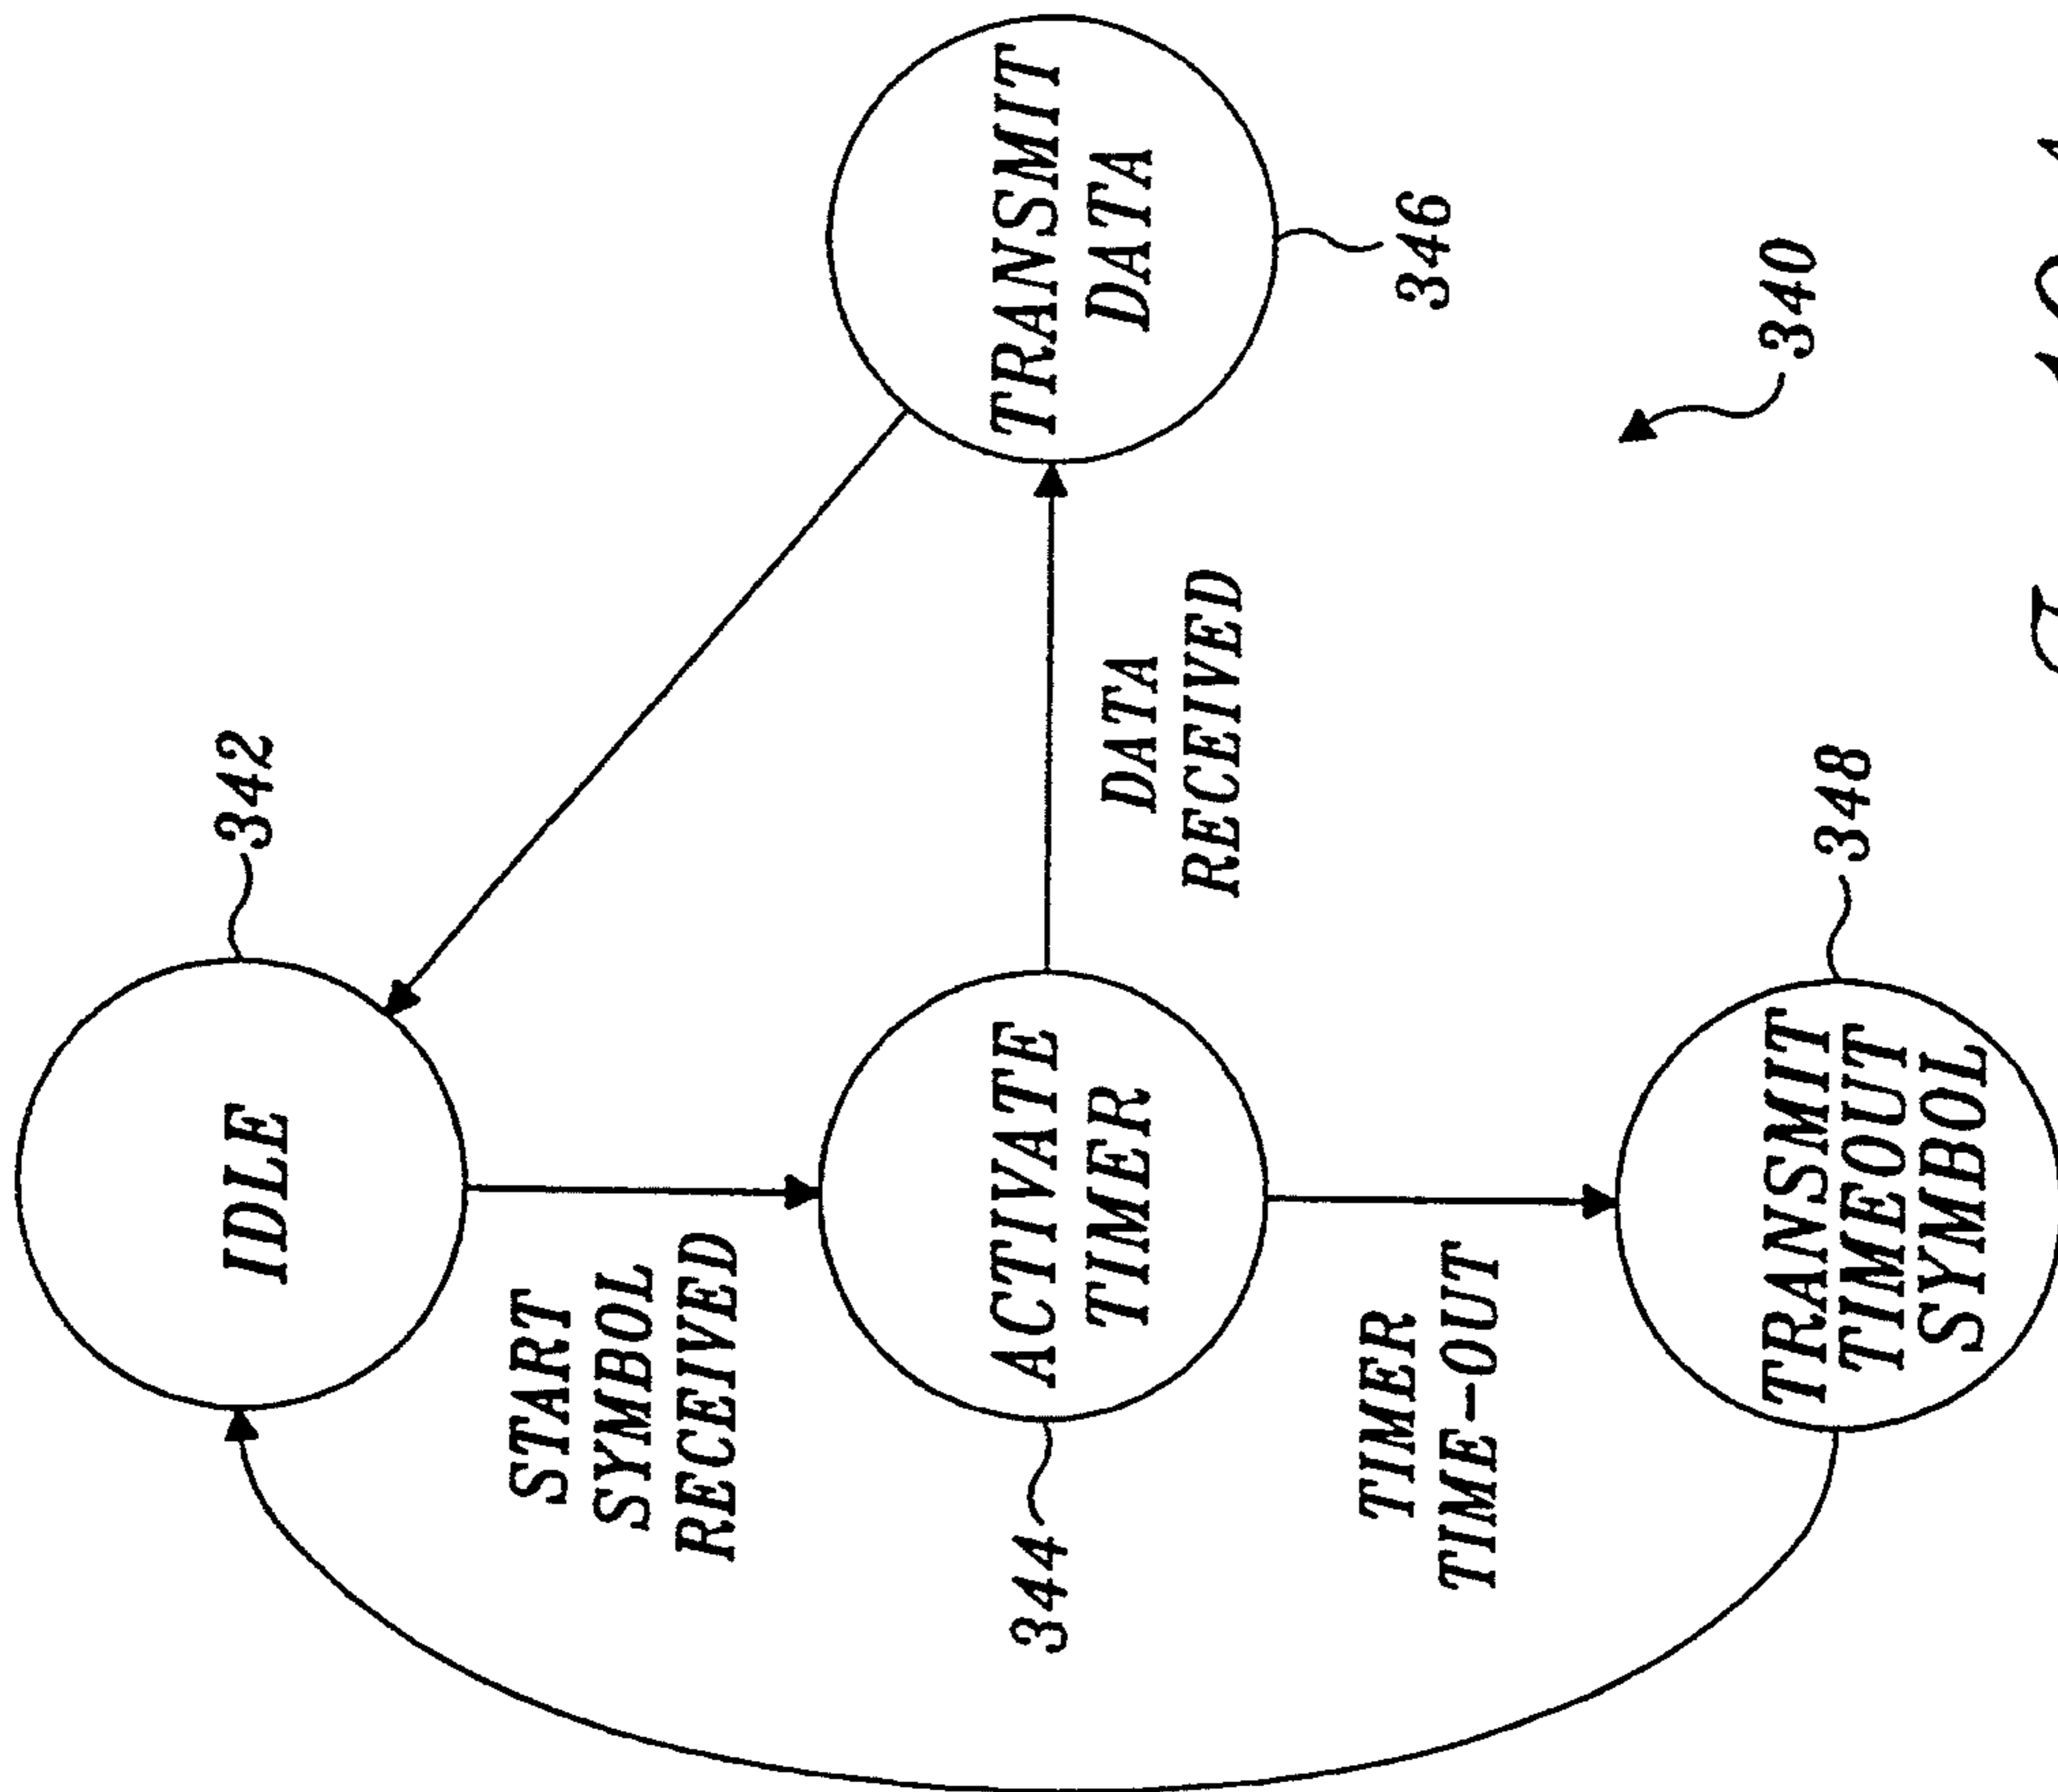 IDLE
342
START
SYMBOL
RECEIVED
344
ACTIVATE
TIMER
TRANSMIT
DATA
DATA
RECEIVED
346
TIMER
TIME-OUT
340
TRANSMIT
TIMEOUT
SYMBOL
348